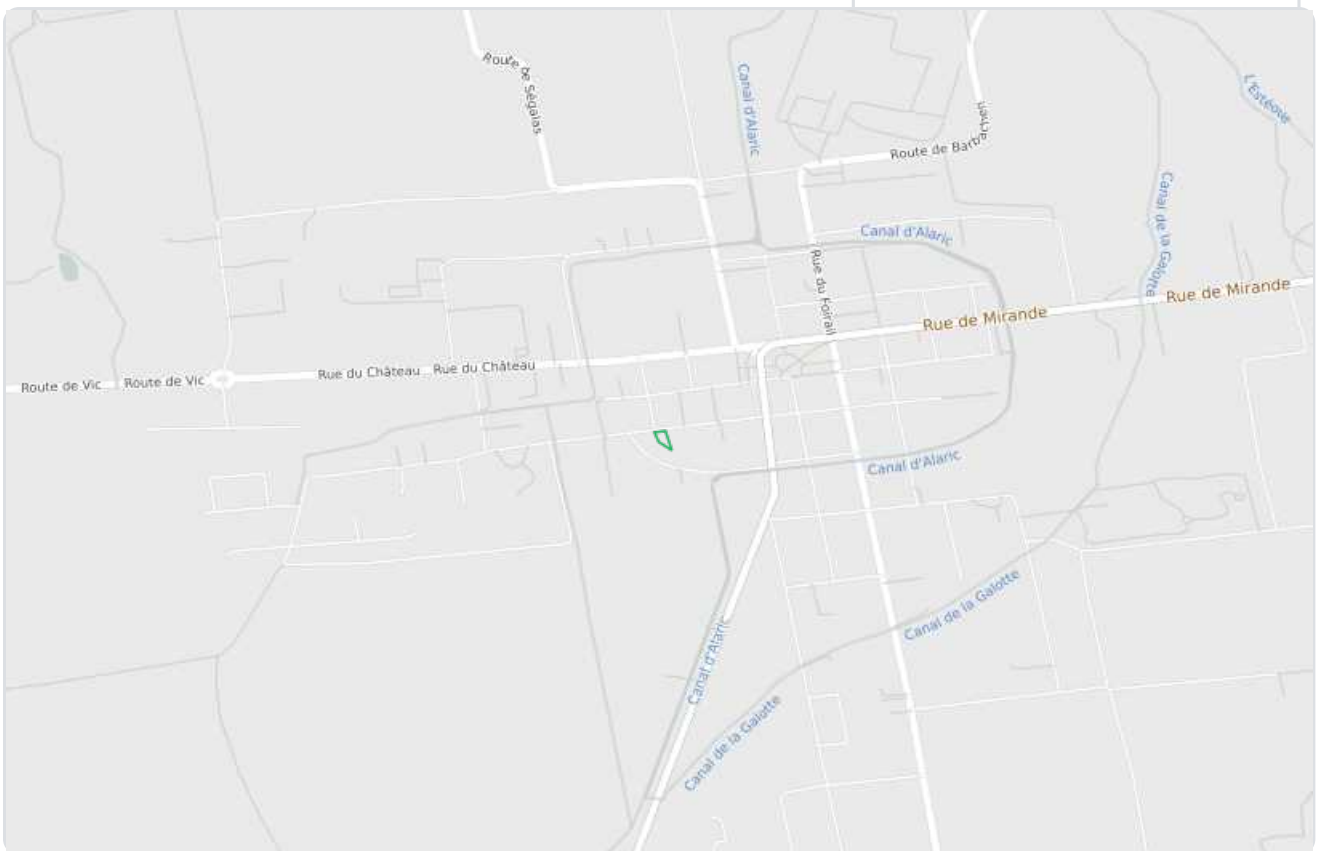 Route de Ségalas
Canal d'Alaric
L'Estéous
Route de Barbachen
Canal de la Galotte
Canal d'Alaric
Rue du Foirail
Rue de Mirande
Rue de Mirande
Route de Vic
Route de Vic
Rue du Château
Rue du Château
Canal d'Alaric
Canal de la Galotte
Canal d'Alaric
Canal de la Galotte